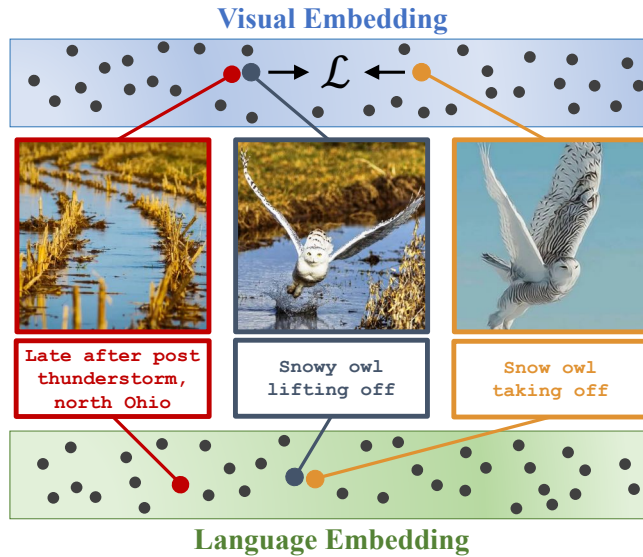 Visual Embedding
ℒ
Late after post
thunderstorm,
north Ohio
Snowy owl
lifting off
Snow owl
taking off
Language Embedding